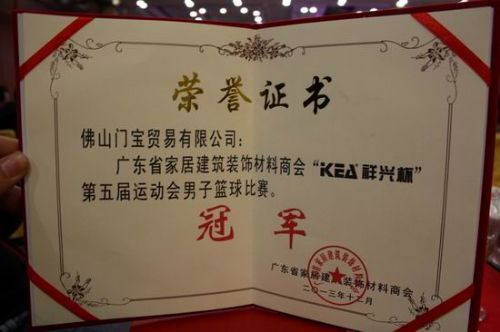 荣誉证书
佛山门宝贸易有限公司：
广东省家居建筑装饰材料商会“KEA祥兴杯”
第五届运动会男子篮球比赛。
冠军
广东省家居建筑装饰材料商会
二〇一三年十二月